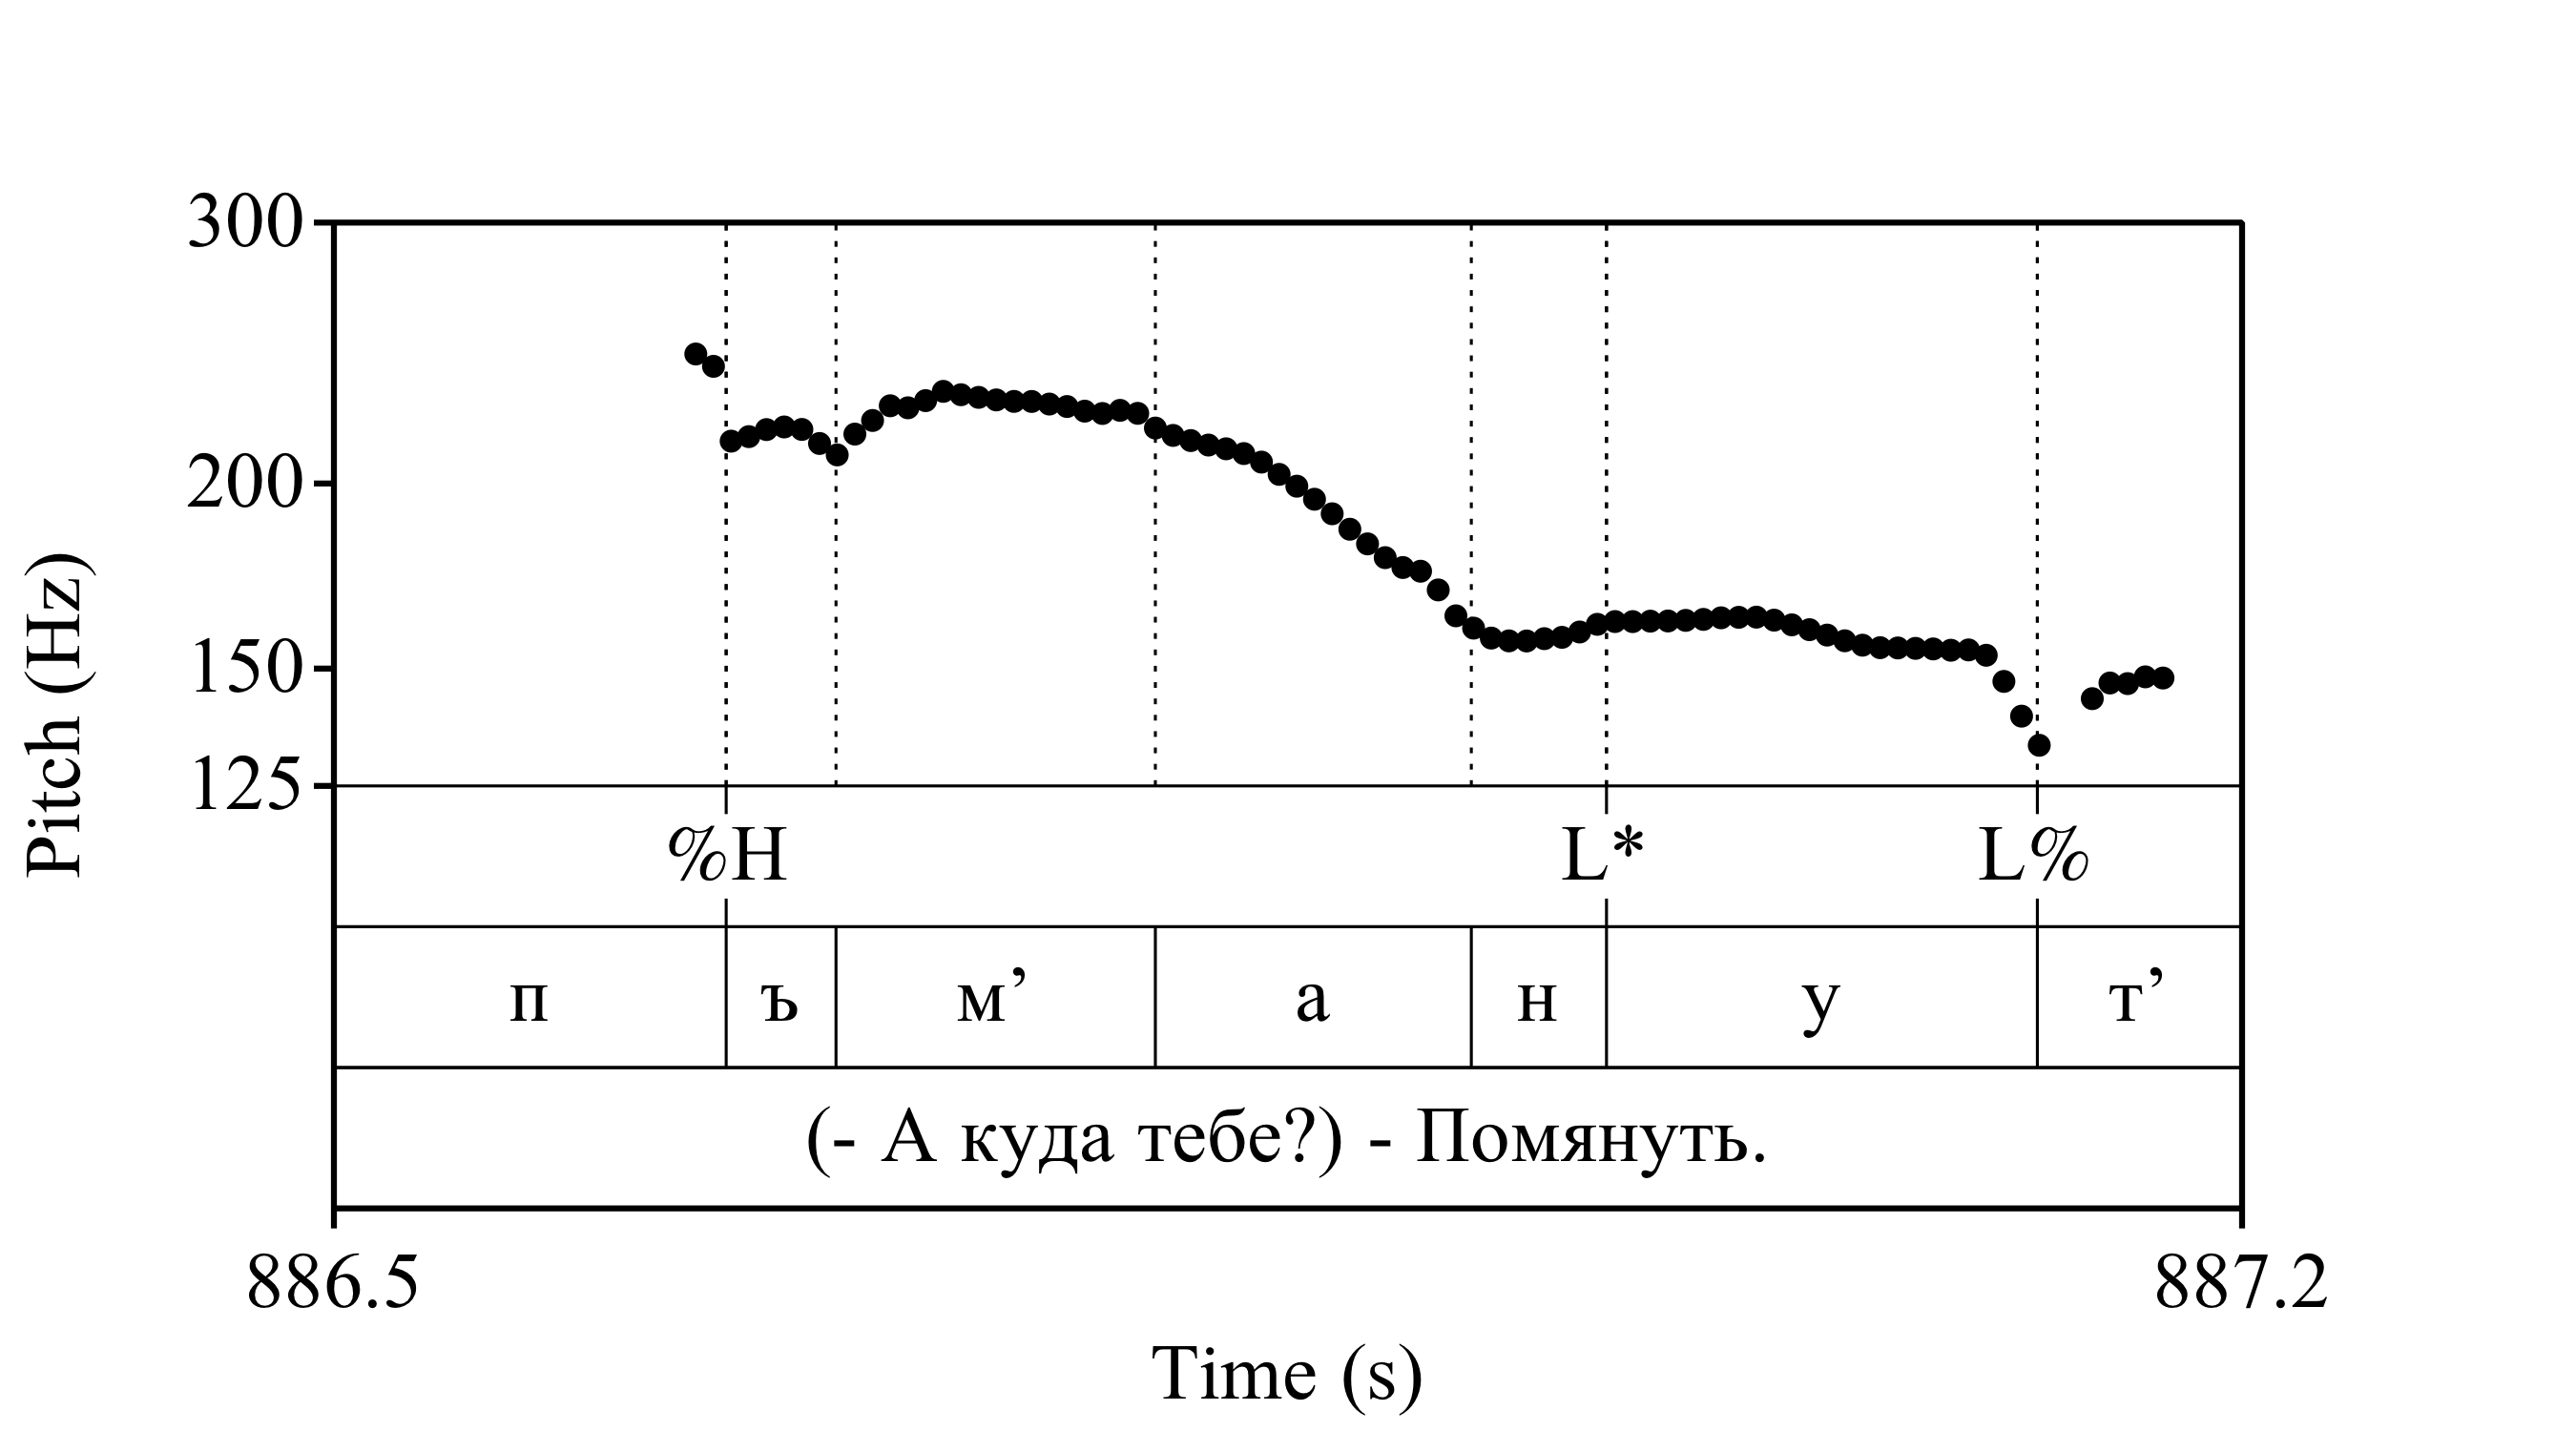 300
200
150
125
Pitch (Hz)
%H L* L%
п ъ м’ а н у т’
(- А куда тебе?) - Помянуть.
886.5 887.2
Time (s)